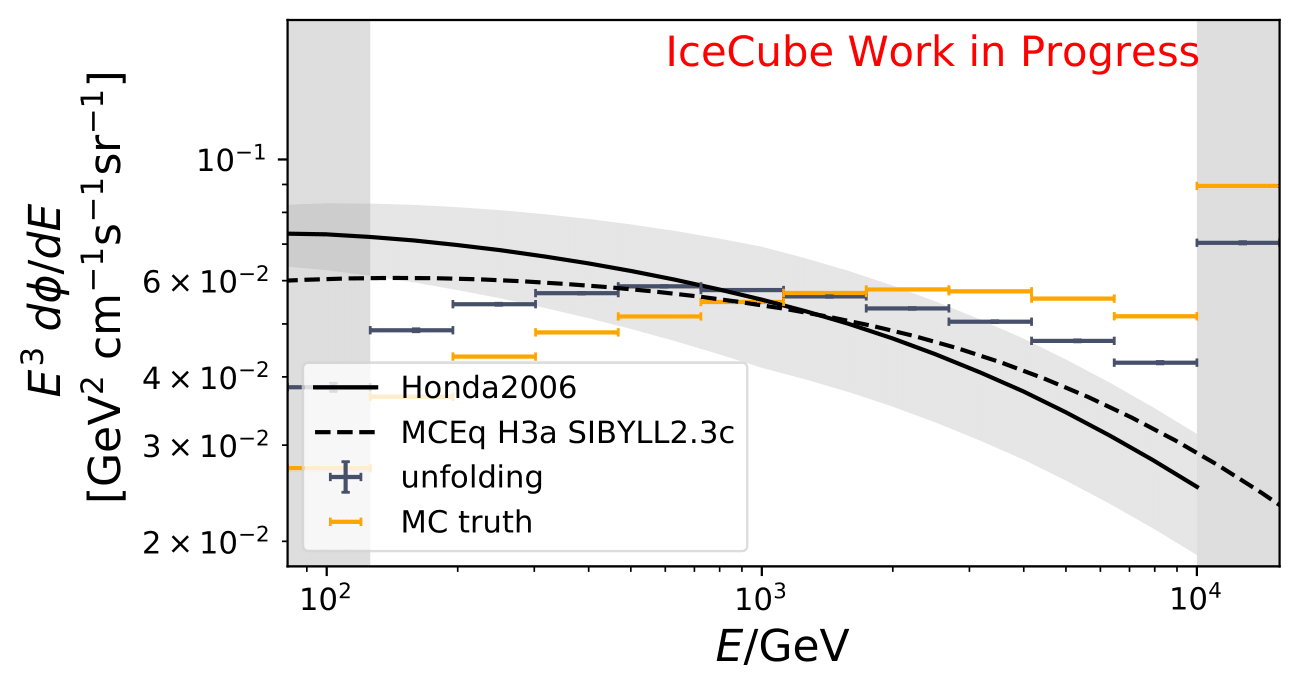 IceCube Work in Progress
E³ dϕ/dE
[GeV² cm⁻¹s⁻¹sr⁻¹]
10⁻¹
6 × 10⁻²
4 × 10⁻²
3 × 10⁻²
2 × 10⁻²
Honda2006
MCEq H3a SIBYLL2.3c
unfolding
MC truth
10² 10³ 10⁴
E/GeV